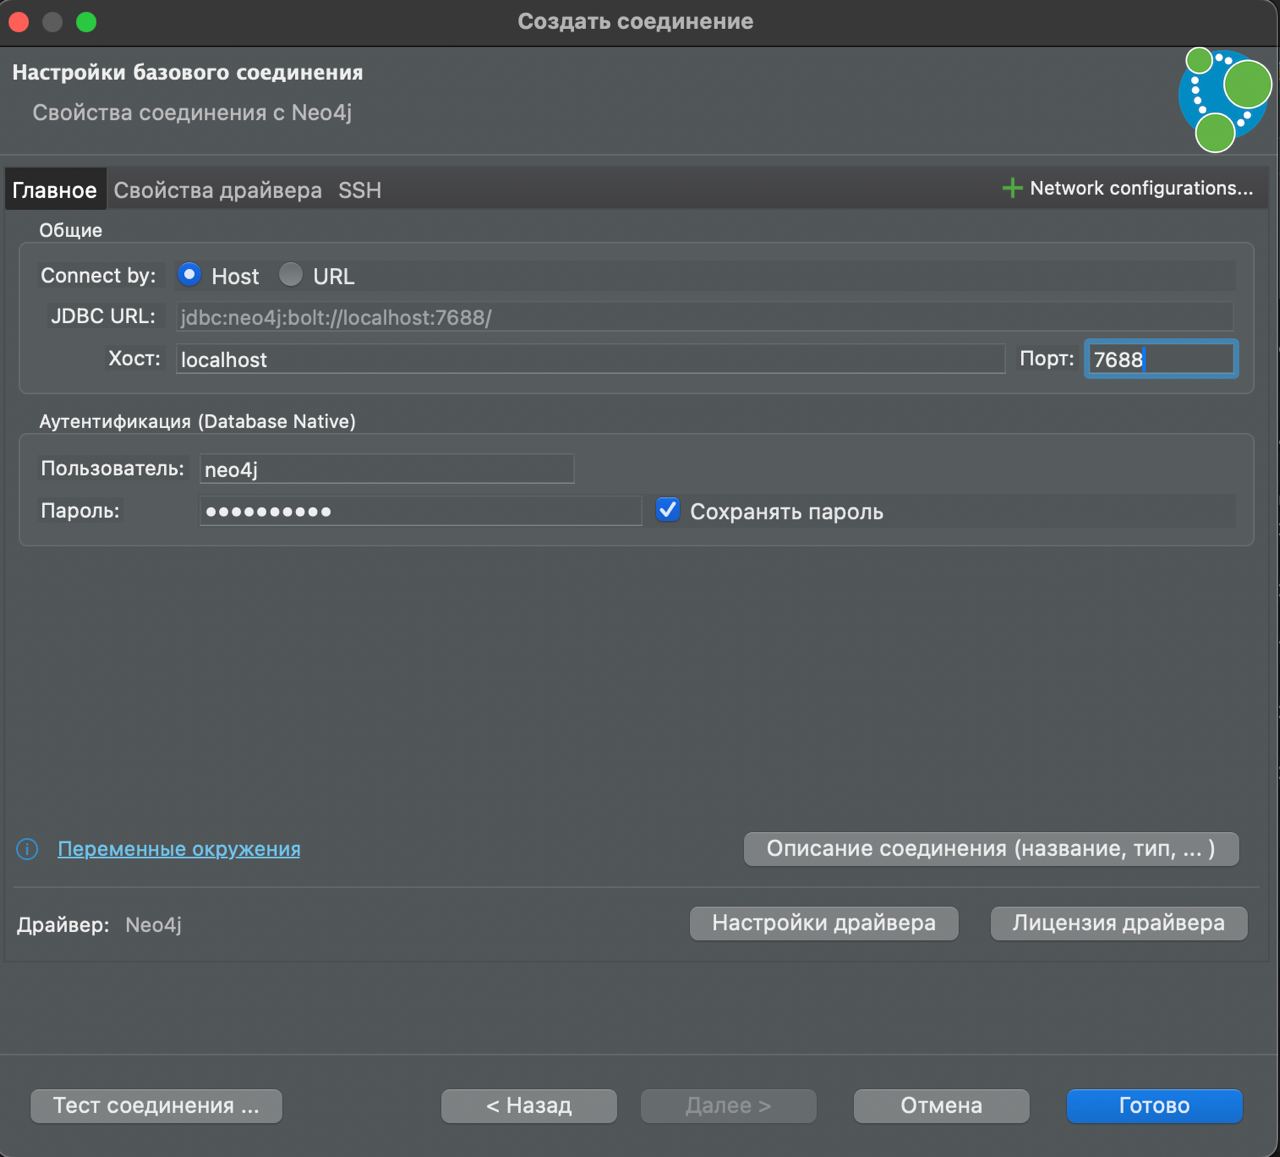 Создать соединение
Настройки базового соединения
Свойства соединения с Neo4j
Главное Свойства драйвера SSH Network configurations...
Общие
Connect by: Host URL
JDBC URL: jdbc:neo4j:bolt://localhost:7688/
Хост: localhost Порт: 7688
Аутентификация (Database Native)
Пользователь: neo4j
Пароль: ●●●●●●●●●● Сохранять пароль
Переменные окружения Описание соединения (название, тип, ... )
Драйвер: Neo4j Настройки драйвера Лицензия драйвера
Тест соединения ... < Назад Далее > Отмена Готово